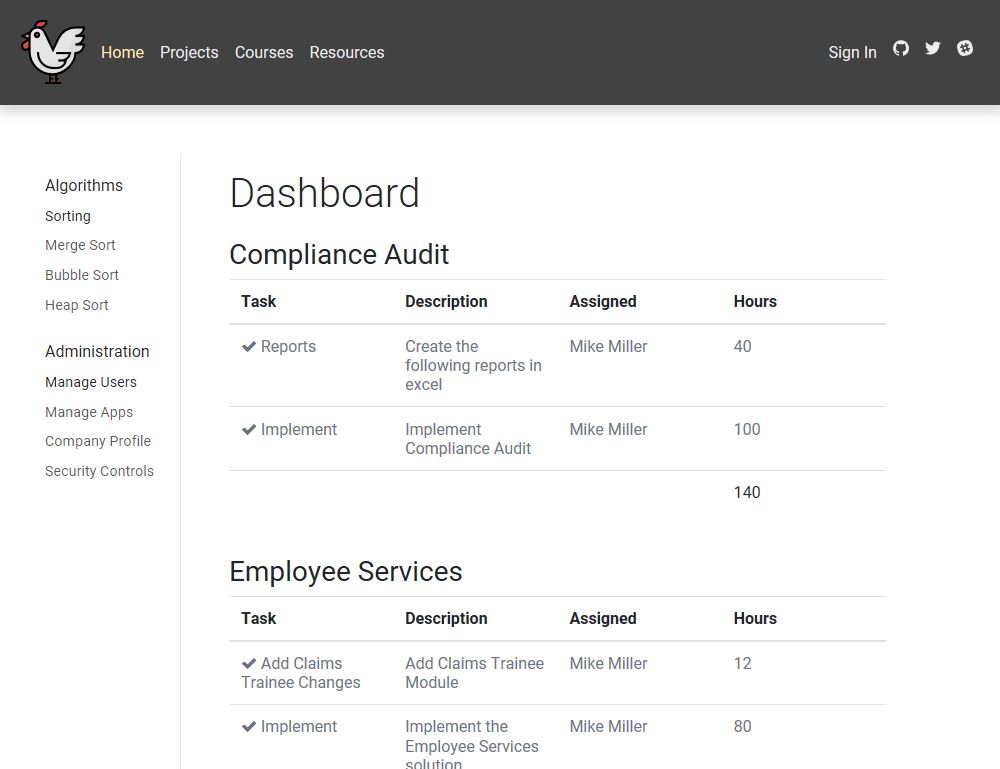 Home Projects Courses Resources Sign In
Algorithms
Sorting
Merge Sort
Bubble Sort
Heap Sort
Administration
Manage Users
Manage Apps
Company Profile
Security Controls
Dashboard
Compliance Audit
Task Description Assigned Hours
Reports Create the Mike Miller 40
following reports in
excel
Implement Implement Mike Miller 100
Compliance Audit
140
Employee Services
Task Description Assigned Hours
Add Claims Add Claims Trainee Mike Miller 12
Trainee Changes Module
Implement Implement the Mike Miller 80
Employee Services
solution